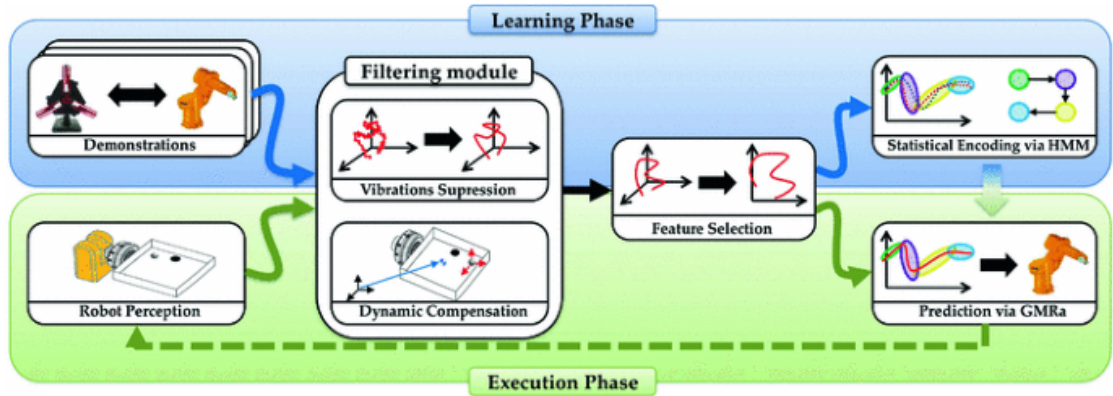 Learning Phase
Filtering module
Demonstrations
Vibrations Supression
Statistical Encoding via HMM
Feature Selection
Robot Perception
Dynamic Compensation
Prediction via GMRa
Execution Phase